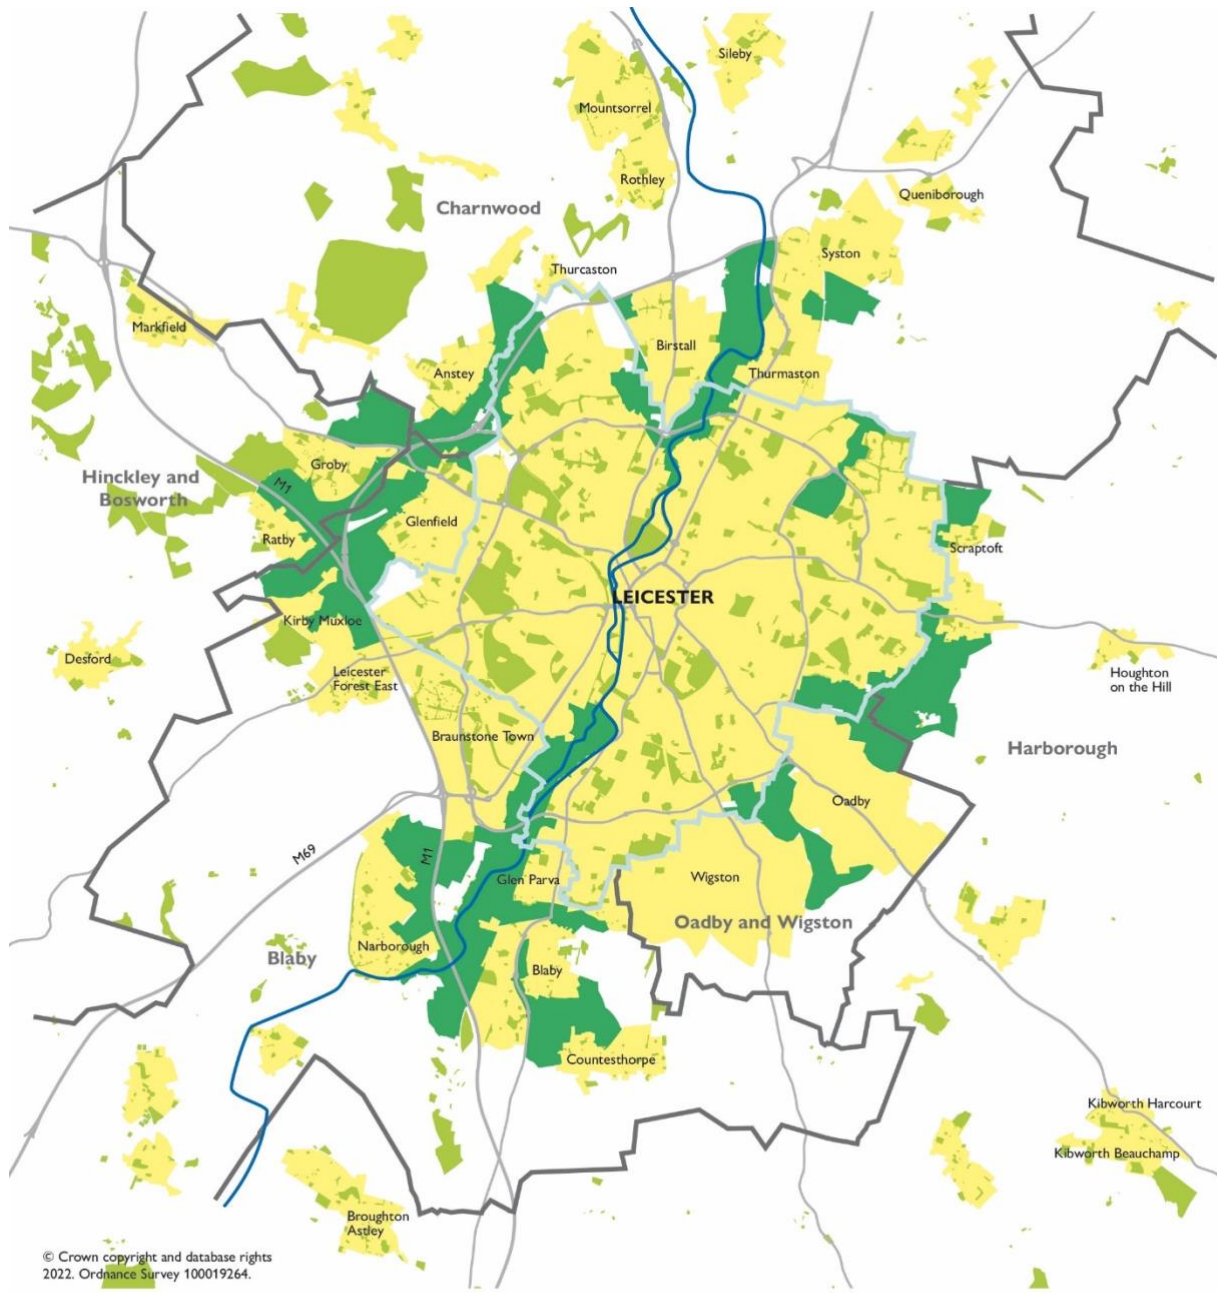 Sileby
Mountsorrel
Rothley
Queniborough
Charnwood
Syston
Thurcaston
Markfield
Birstall
Anstey
Thurmaston
Groby
Hinckley and
Bosworth
M1
Glenfield
Ratby
Scraptoft
LEICESTER
Kirby Muxloe
Desford
Leicester
Forest East
Houghton
on the Hill
Braunstone Town
Harborough
Oadby
M69
M1
Glen Parva
Wigston
Oadby and Wigston
Narborough
Blaby
Blaby
Countesthorpe
Kibworth Harcourt
Kibworth Beauchamp
Broughton
Astley
© Crown copyright and database rights
2022. Ordnance Survey 100019264.